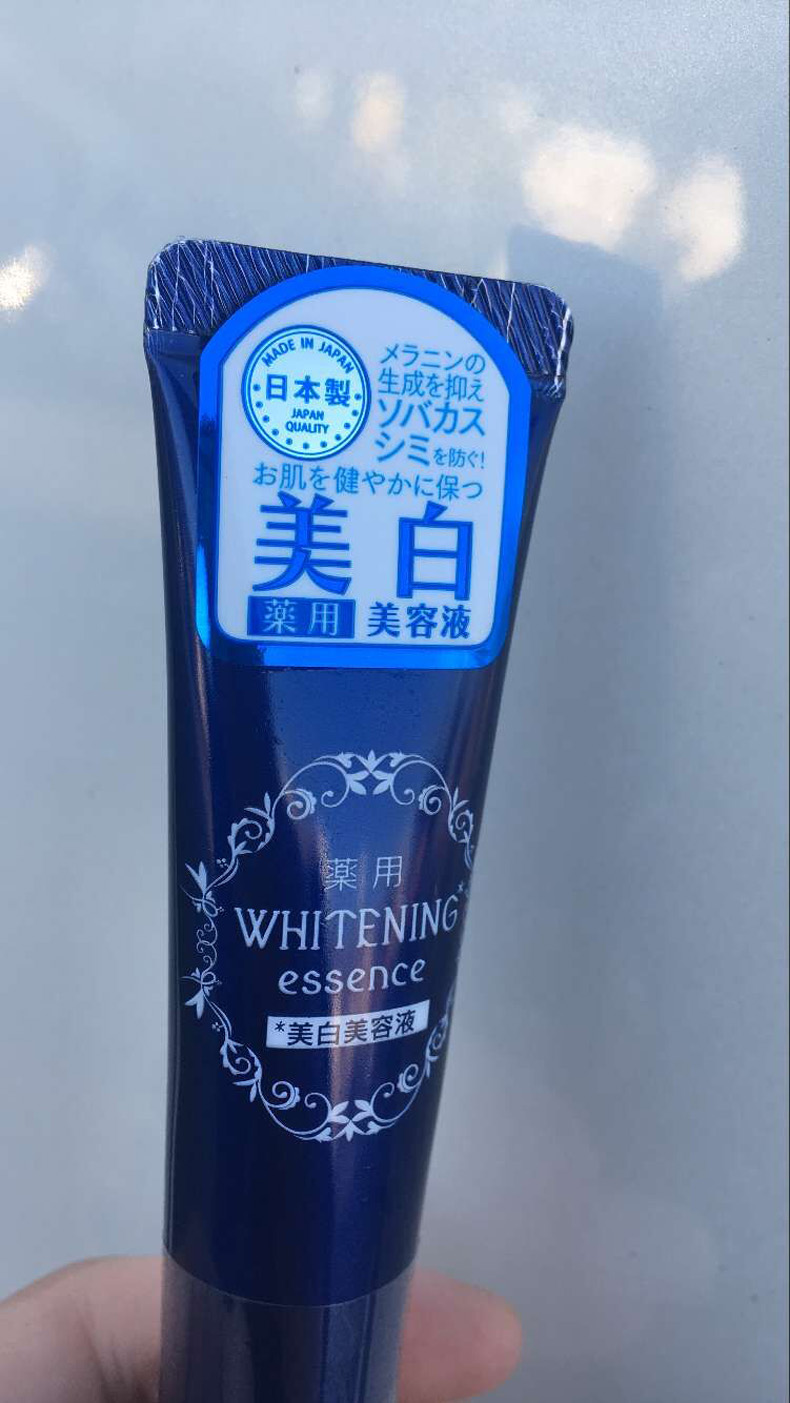 MADE IN JAPAN
日本製
JAPAN
QUALITY
メラニンの
生成を抑え
ソバカス
シミを防ぐ!
お肌を健やかに保つ
美白
薬用 美容液
薬用
WHITENING*
essence
*美白美容液